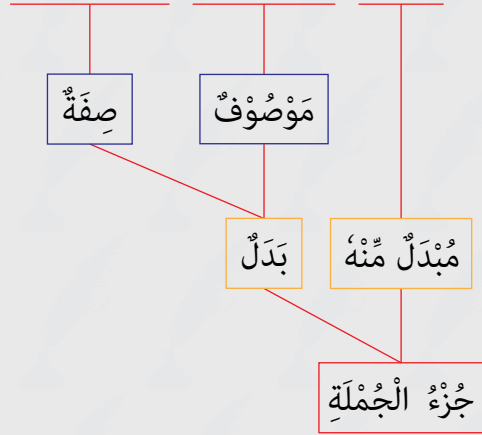 مَوْصُوْفٌ
صِفَةٌ
مُبْدَلٌ مِّنْهٗ
بَدَلٌ
جُزْءُ الْجُمْلَةِ